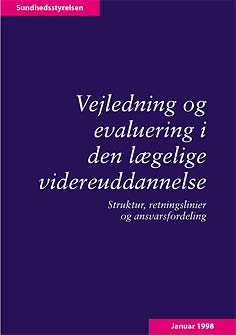 Sundhedsstyrelsen
Vejledning og
evaluering i
den lægelige
videreuddannelse
Struktur, retningslinier
og ansvarsfordeling
Januar 1998